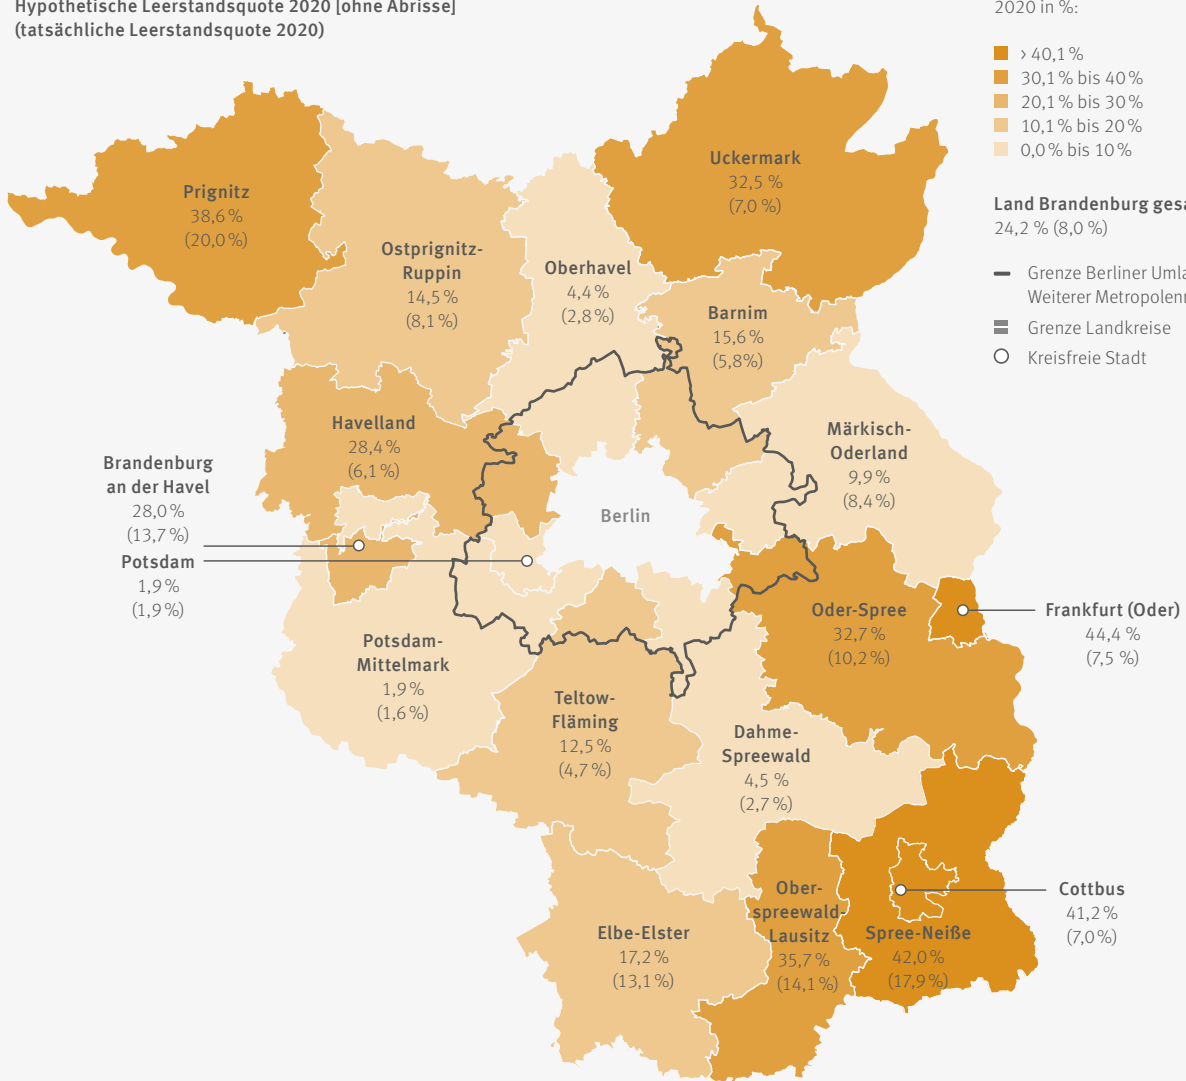 Hypothetische Leerstandsquote 2020 [ohne Abrisse]
(tatsächliche Leerstandsquote 2020)
2020 in %:
> 40,1 %
30,1 % bis 40 %
20,1 % bis 30 %
10,1 % bis 20 %
0,0 % bis 10 %
Land Brandenburg gesa
24,2 % (8,0 %)
Grenze Berliner Umla
Weiterer Metropolen
Grenze Landkreise
Kreisfreie Stadt
Prignitz
38,6 %
(20,0 %)
Ostprignitz-
Ruppin
14,5 %
(8,1 %)
Oberhavel
4,4 %
(2,8 %)
Uckermark
32,5 %
(7,0 %)
Barnim
15,6 %
(5,8%)
Havelland
28,4 %
(6,1 %)
Märkisch-
Oderland
9,9 %
(8,4 %)
Brandenburg
an der Havel
28,0 %
(13,7 %)
Potsdam
1,9 %
(1,9 %)
Berlin
Potsdam-
Mittelmark
1,9 %
(1,6 %)
Oder-Spree
32,7 %
(10,2 %)
Frankfurt (Oder)
44,4 %
(7,5 %)
Teltow-
Fläming
12,5 %
(4,7 %)
Dahme-
Spreewald
4,5 %
(2,7 %)
Elbe-Elster
17,2 %
(13,1 %)
Ober-
spreewald-
Lausitz
35,7 %
(14,1 %)
Spree-Neiße
42,0 %
(17,9 %)
Cottbus
41,2 %
(7,0 %)